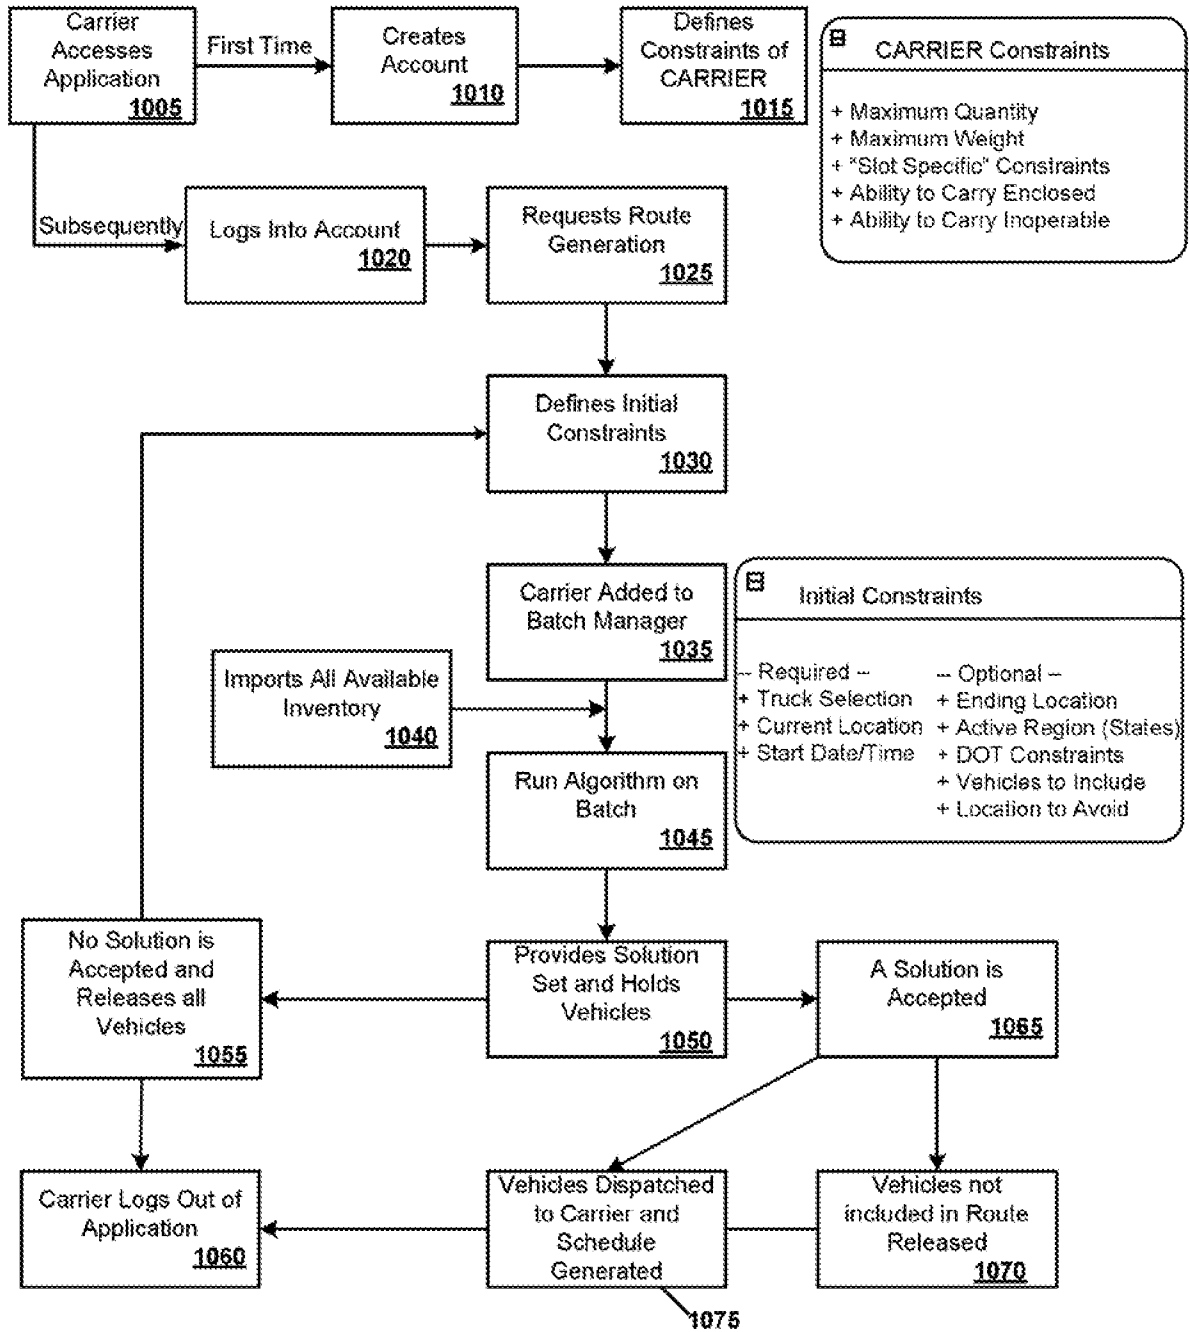 Carrier
Accesses
Application
1005
First Time
Creates
Account
1010
Defines
Constraints of
CARRIER
1015
CARRIER Constraints
+ Maximum Quantity
+ Maximum Weight
+ "Slot Specific" Constraints
+ Ability to Carry Enclosed
+ Ability to Carry Inoperable
Subsequently
Logs Into Account
1020
Requests Route
Generation
1025
Defines Initial
Constraints
1030
Carrier Added to
Batch Manager
1035
Initial Constraints
-- Required --
+ Truck Selection
+ Current Location
+ Start Date/Time
-- Optional --
+ Ending Location
+ Active Region (States)
+ DOT Constraints
+ Vehicles to Include
+ Location to Avoid
Imports All Available
Inventory
1040
Run Algorithm on
Batch
1045
No Solution is
Accepted and
Releases all
Vehicles
1055
Provides Solution
Set and Holds
Vehicles
1050
A Solution is
Accepted
1065
Carrier Logs Out of
Application
1060
Vehicles Dispatched
to Carrier and
Schedule
Generated
1075
Vehicles not
included in Route
Released
1070